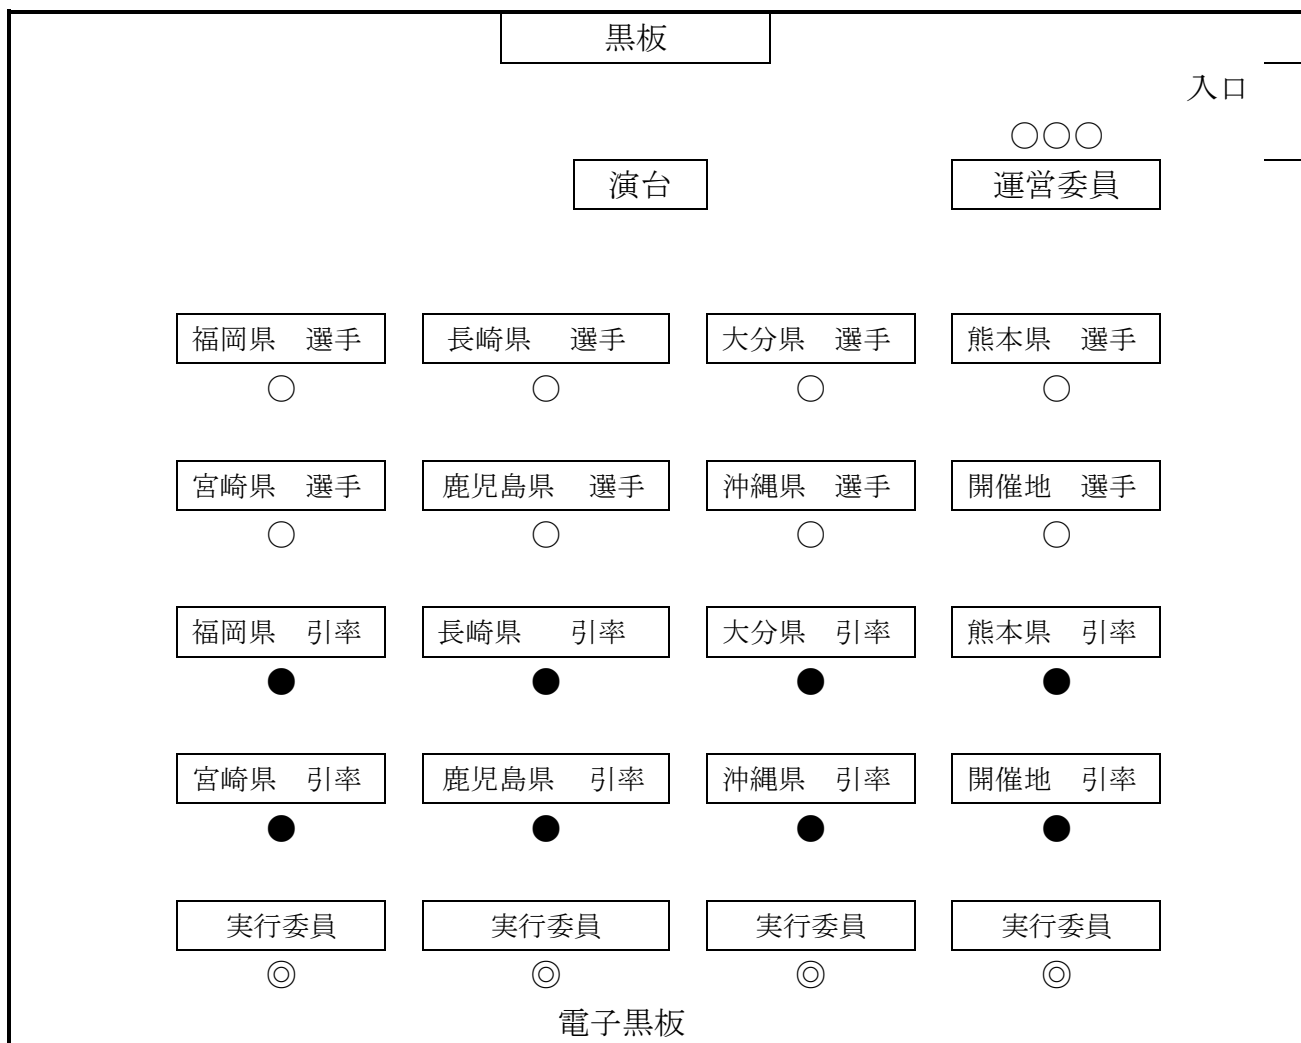 黒板
入口
○○○
演台 運営委員
福岡県　選手 長崎県　選手 大分県　選手 熊本県　選手
○ ○ ○ ○
宮崎県　選手 鹿児島県　選手 沖縄県　選手 開催地　選手
○ ○ ○ ○
福岡県　引率 長崎県　引率 大分県　引率 熊本県　引率
● ● ● ●
宮崎県　引率 鹿児島県　引率 沖縄県　引率 開催地　引率
● ● ● ●
実行委員 実行委員 実行委員 実行委員
◎ ◎ ◎ ◎
電子黒板